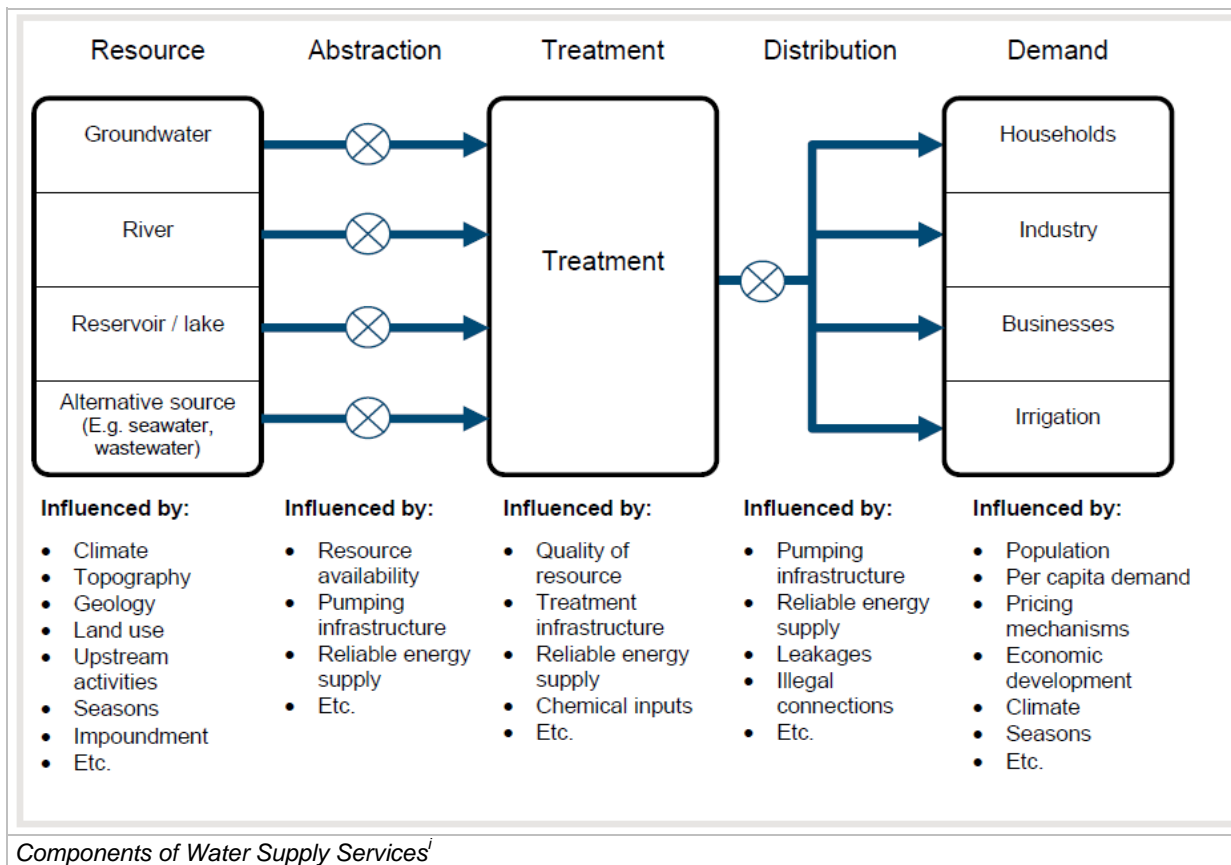 Resource
Abstraction
Treatment
Distribution
Demand
Groundwater
River
Reservoir / lake
Alternative source
(E.g. seawater,
wastewater)
Treatment
Households
Industry
Businesses
Irrigation
Influenced by:
• Climate
• Topography
• Geology
• Land use
• Upstream
activities
• Seasons
• Impoundment
• Etc.
Influenced by:
• Resource
availability
• Pumping
infrastructure
• Reliable energy
supply
• Etc.
Influenced by:
• Quality of
resource
• Treatment
infrastructure
• Reliable energy
supply
• Chemical inputs
• Etc.
Influenced by:
• Pumping
infrastructure
• Reliable energy
supply
• Leakages
• Illegal
connections
• Etc.
Influenced by:
• Population
• Per capita demand
• Pricing
mechanisms
• Economic
development
• Climate
• Seasons
• Etc.
Components of Water Supply Services^i